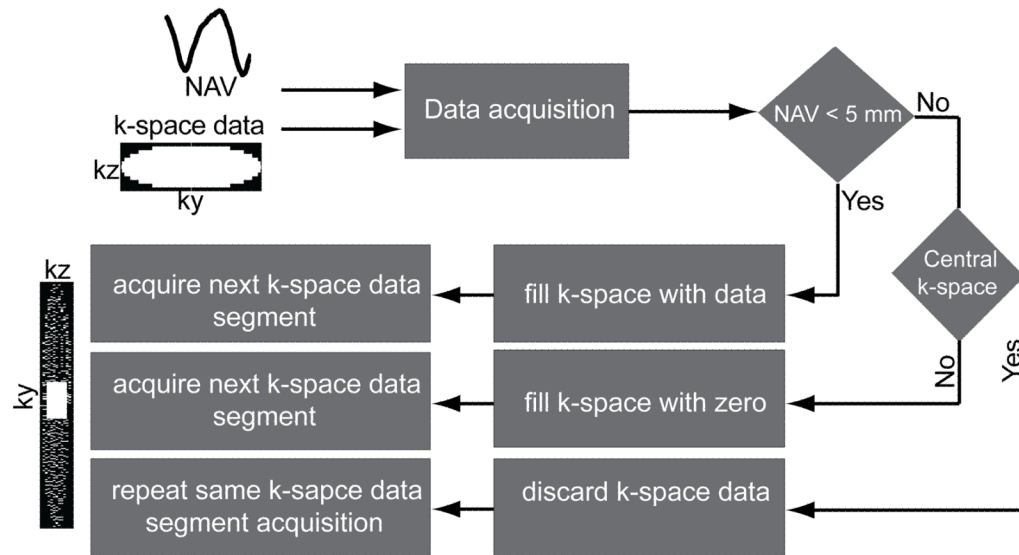 NAV
k-space data
kz
ky
Data acquisition
NAV < 5 mm
No
Yes
Central
k-space
No
Yes
kz
ky
acquire next k-space data
segment
fill k-space with data
acquire next k-space data
segment
fill k-space with zero
repeat same k-sapce data
segment acquisition
discard k-space data